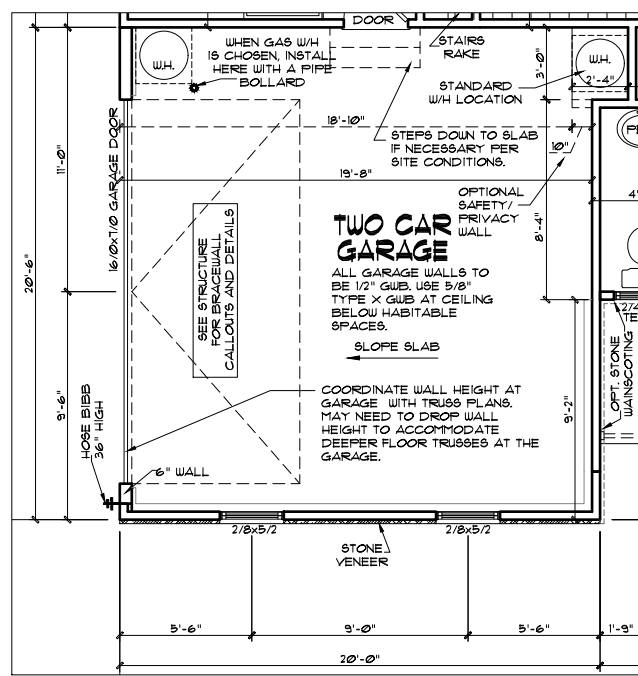 DOOR
WHEN GAS W/H
IS CHOSEN, INSTALL
HERE WITH A PIPE
BOLLARD
W.H.
STAIRS
RAKE
W.H.
3'-0"
2'-4"
STANDARD
W/H LOCATION
18'-10"
STEPS DOWN TO SLAB
IF NECESSARY PER
SITE CONDITIONS.
10"
19'-8"
OPTIONAL
SAFETY/
PRIVACY
WALL
8'-4"
4'
16/0x7/0 GARAGE DOOR
11'-0"
20'-6"
9'-6"
SEE STRUCTURE
FOR BRACEWALL
CALLOUTS AND DETAILS
TWO CAR
GARAGE
ALL GARAGE WALLS TO
BE 1/2" GWB. USE 5/8"
TYPE X GWB AT CEILING
BELOW HABITABLE
SPACES.
SLOPE SLAB
COORDINATE WALL HEIGHT AT
GARAGE WITH TRUSS PLANS.
MAY NEED TO DROP WALL
HEIGHT TO ACCOMMODATE
DEEPER FLOOR TRUSSES AT THE
GARAGE.
9'-2"
OPT. STONE
WAINSCOTING
2/4
TE
HOSE BIBB
36" HIGH
6" WALL
2/8x5/2
2/8x5/2
STONE
VENEER
5'-6"
9'-0"
5'-6"
1'-9"
20'-0"